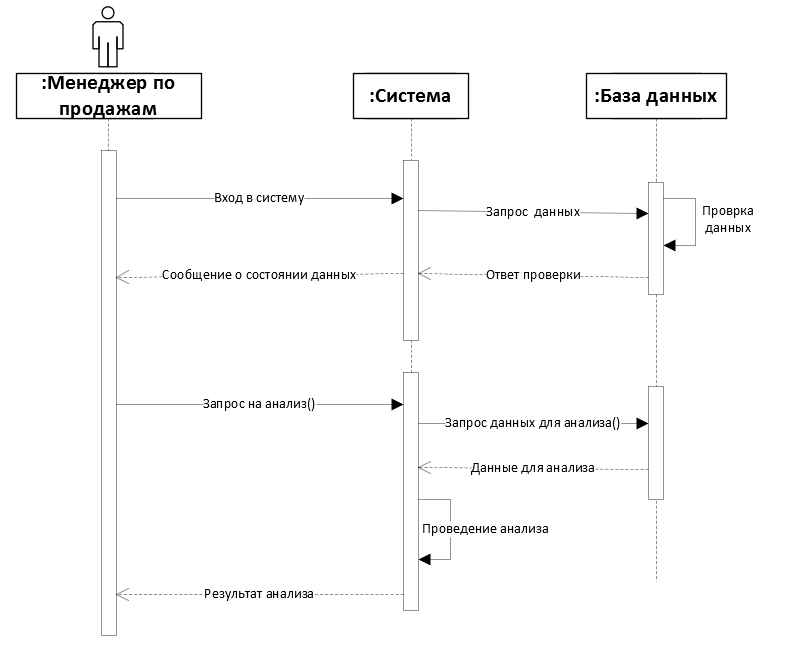 :Менеджер по
продажам
:Система
:База данных
Вход в систему
Запрос данных
Проврка
данных
Сообщение о состоянии данных
Ответ проверки
Запрос на анализ()
Запрос данных для анализа()
Данные для анализа
Проведение анализа
Результат анализа